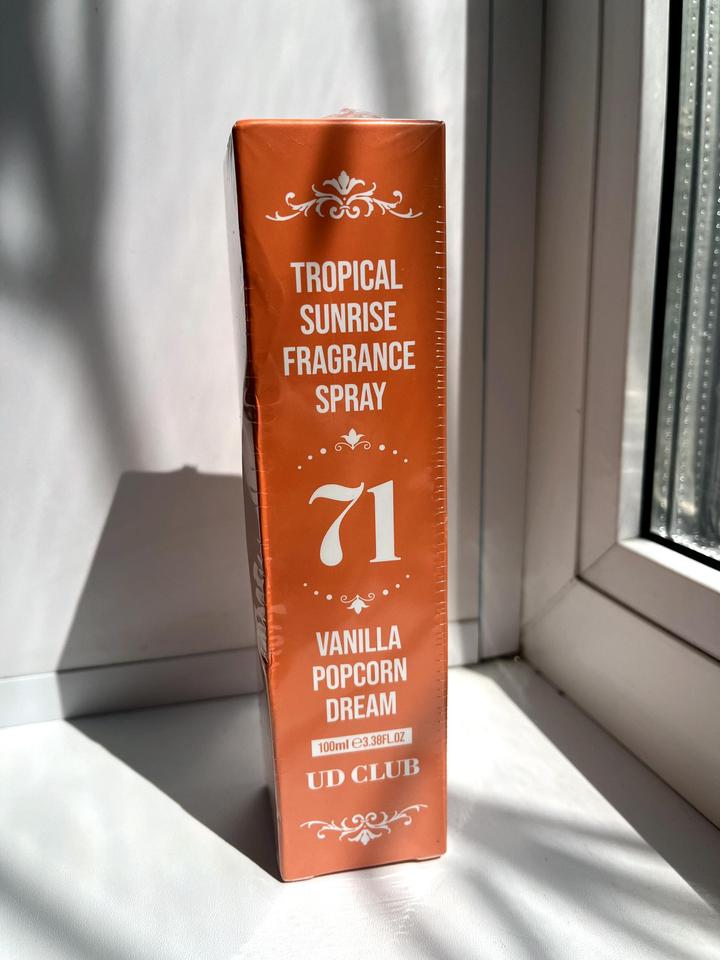 TROPICAL
SUNRISE
FRAGRANCE
SPRAY
71
VANILLA
POPCORN
DREAM
100ml ℮3.38FL.OZ
UD CLUB